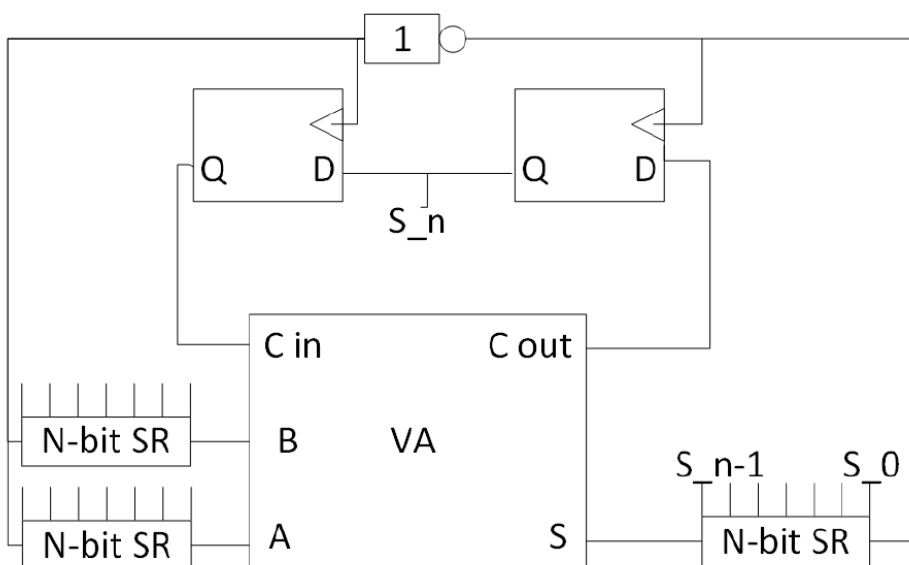 1
Q D
Q D
S_n
C in C out
N-bit SR
B VA
S_n-1 S_0
N-bit SR
A S
N-bit SR